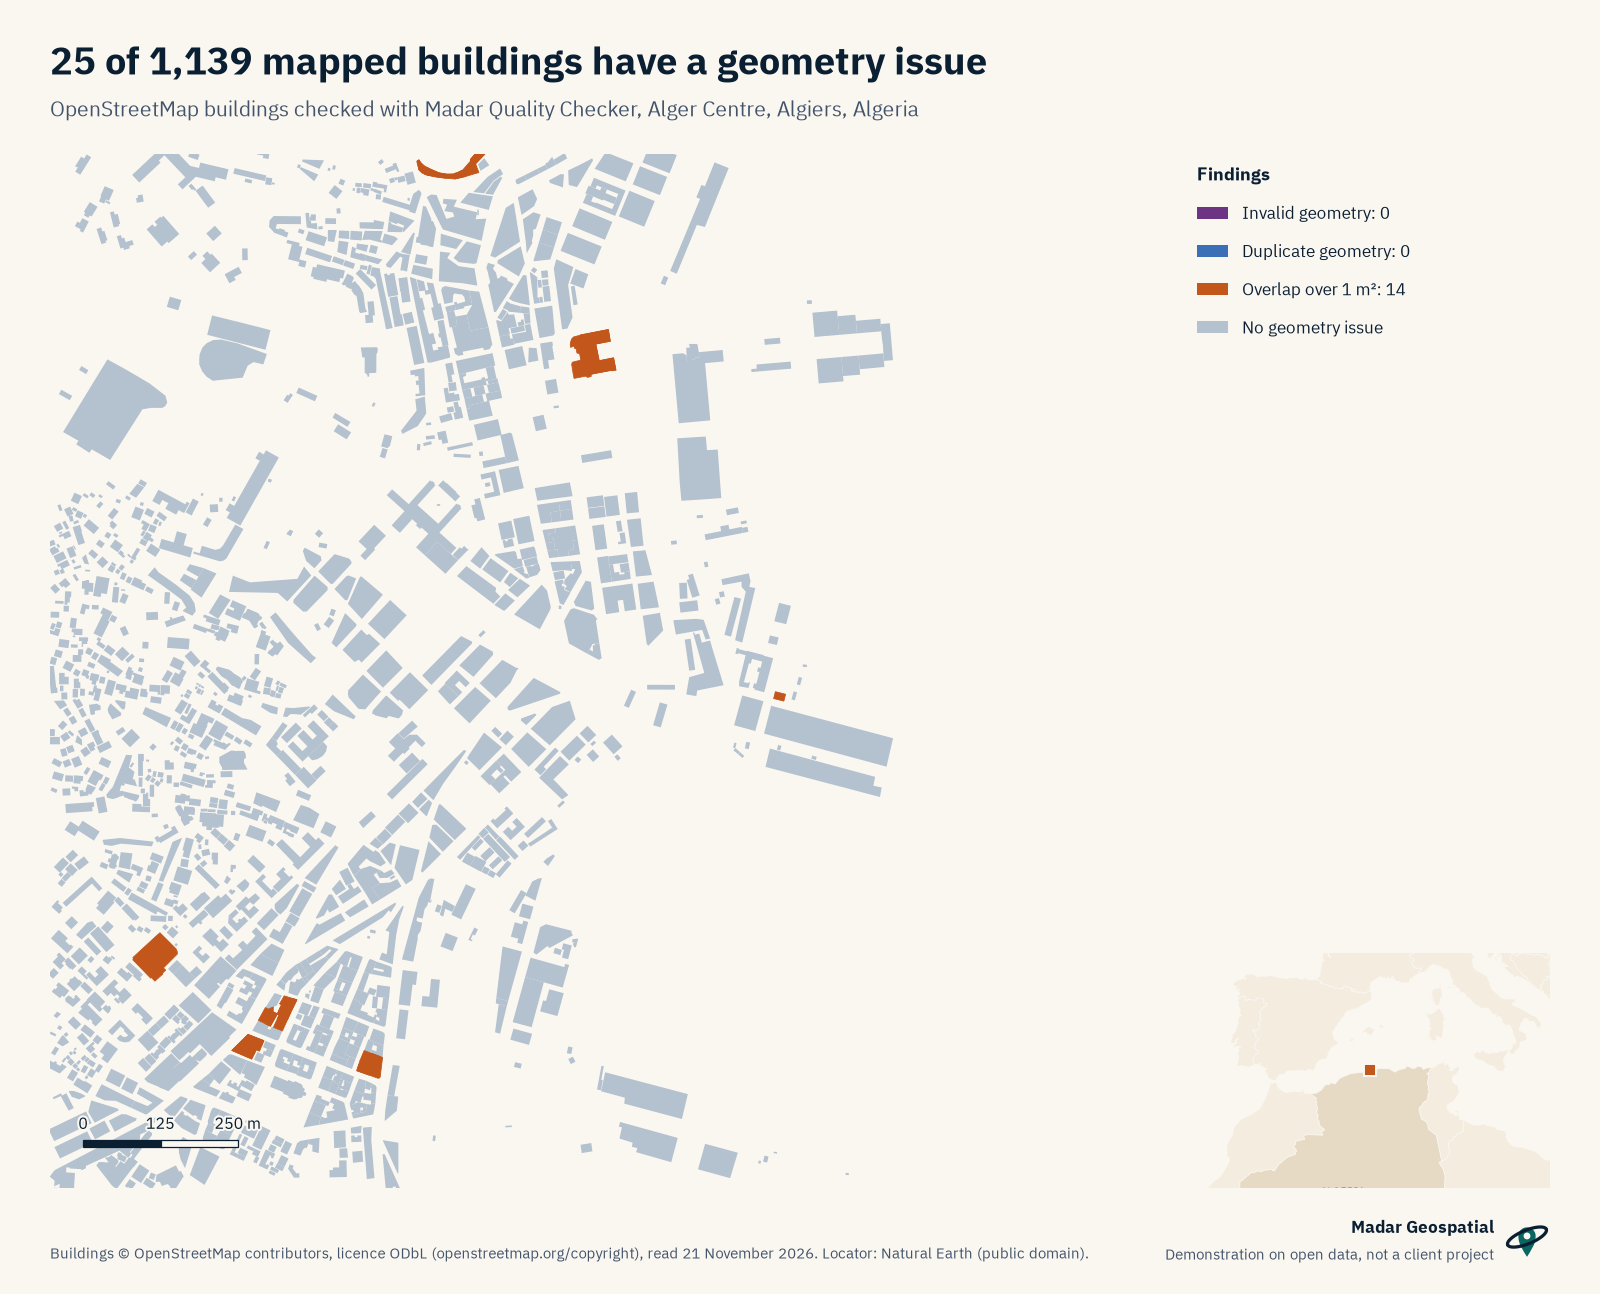 25 of 1,139 mapped buildings have a geometry issue
OpenStreetMap buildings checked with Madar Quality Checker, Alger Centre, Algiers, Algeria
Findings
Invalid geometry: 0
Duplicate geometry: 0
Overlap over 1 m²: 14
No geometry issue
0 125 250 m
Madar Geospatial
Buildings © OpenStreetMap contributors, licence ODbL (openstreetmap.org/copyright), read 21 November 2026. Locator: Natural Earth (public domain).
Demonstration on open data, not a client project